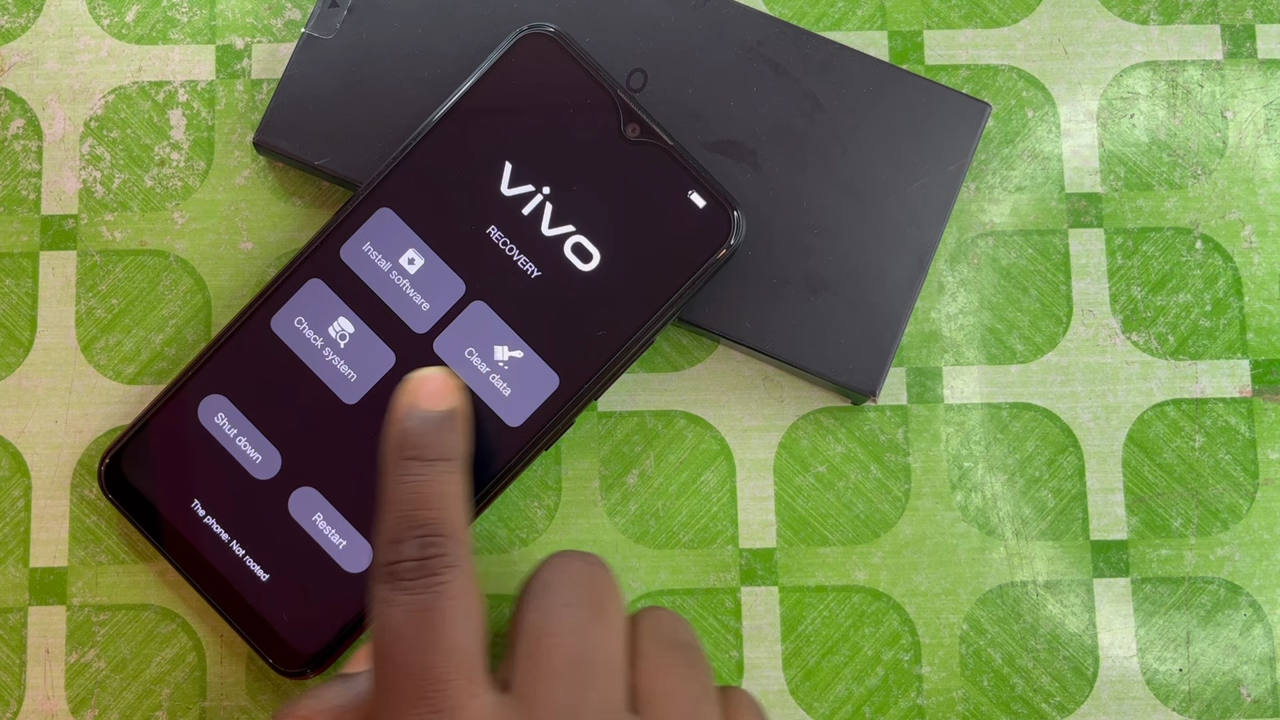 vivo
RECOVERY
Install software
Clear data
Check system
Shut down
Restart
The phone: Not rooted